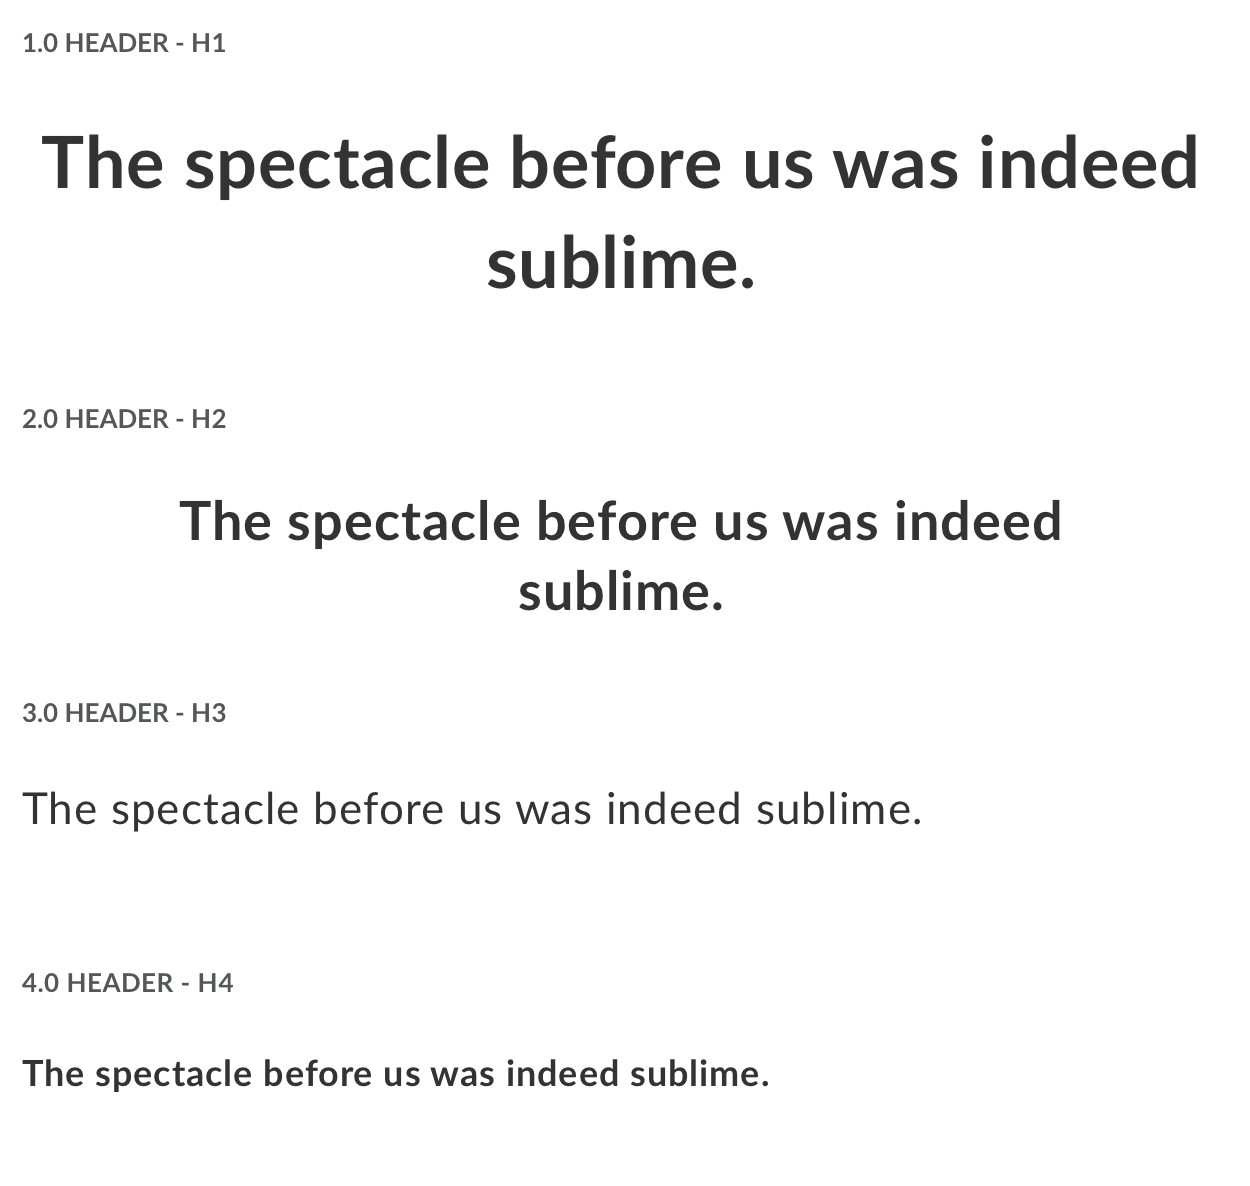 1.0 HEADER - H1
The spectacle before us was indeed
sublime.
2.0 HEADER - H2
The spectacle before us was indeed
sublime.
3.0 HEADER - H3
The spectacle before us was indeed sublime.
4.0 HEADER - H4
The spectacle before us was indeed sublime.